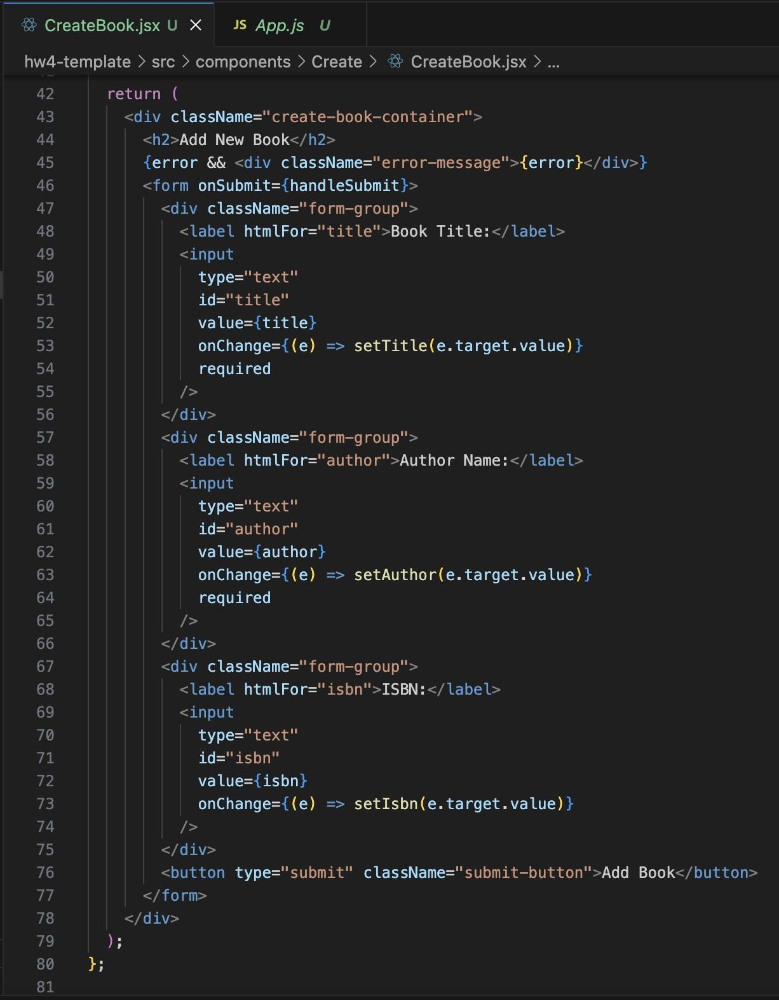 CreateBook.jsx U × JS App.js U
hw4-template > src > components > Create > CreateBook.jsx > ...
42 return (
43 <div className="create-book-container">
44 <h2>Add New Book</h2>
45 {error && <div className="error-message">{error}</div>}
46 <form onSubmit={handleSubmit}>
47 <div className="form-group">
48 <label htmlFor="title">Book Title:</label>
49 <input
50 type="text"
51 id="title"
52 value={title}
53 onChange={(e) => setTitle(e.target.value)}
54 required
55 />
56 </div>
57 <div className="form-group">
58 <label htmlFor="author">Author Name:</label>
59 <input
60 type="text"
61 id="author"
62 value={author}
63 onChange={(e) => setAuthor(e.target.value)}
64 required
65 />
66 </div>
67 <div className="form-group">
68 <label htmlFor="isbn">ISBN:</label>
69 <input
70 type="text"
71 id="isbn"
72 value={isbn}
73 onChange={(e) => setIsbn(e.target.value)}
74 />
75 </div>
76 <button type="submit" className="submit-button">Add Book</button>
77 </form>
78 </div>
79 );
80 };
81